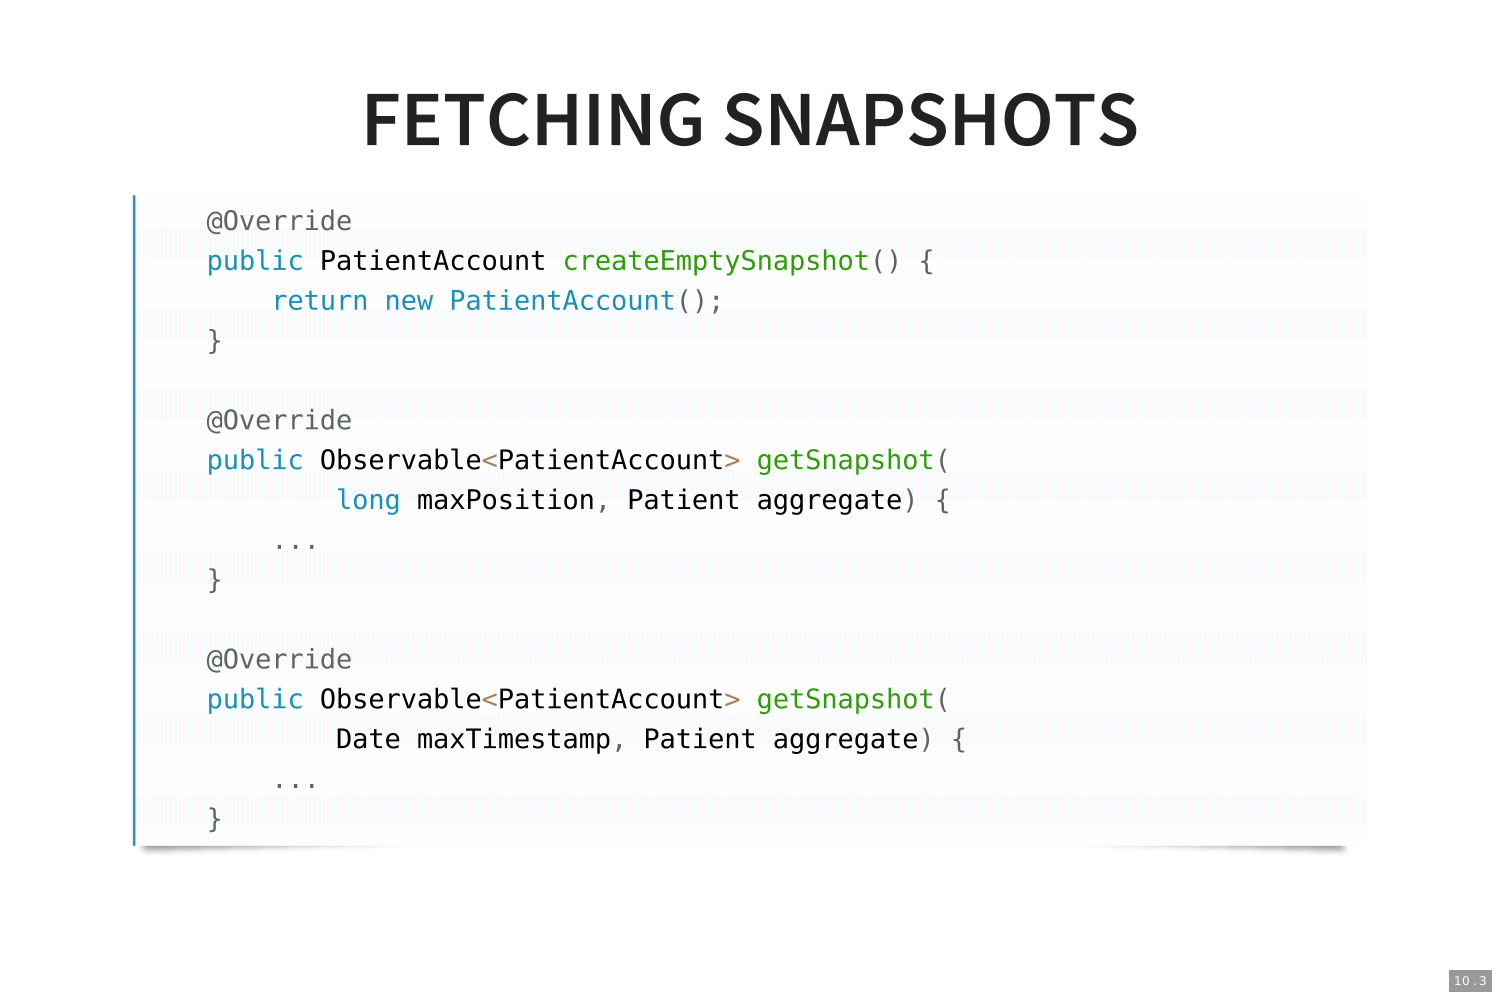 FETCHING SNAPSHOTS
@Override
public PatientAccount createEmptySnapshot() {
    return new PatientAccount();
}

@Override
public Observable<PatientAccount> getSnapshot(
        long maxPosition, Patient aggregate) {
    ...
}

@Override
public Observable<PatientAccount> getSnapshot(
        Date maxTimestamp, Patient aggregate) {
    ...
}
10.3